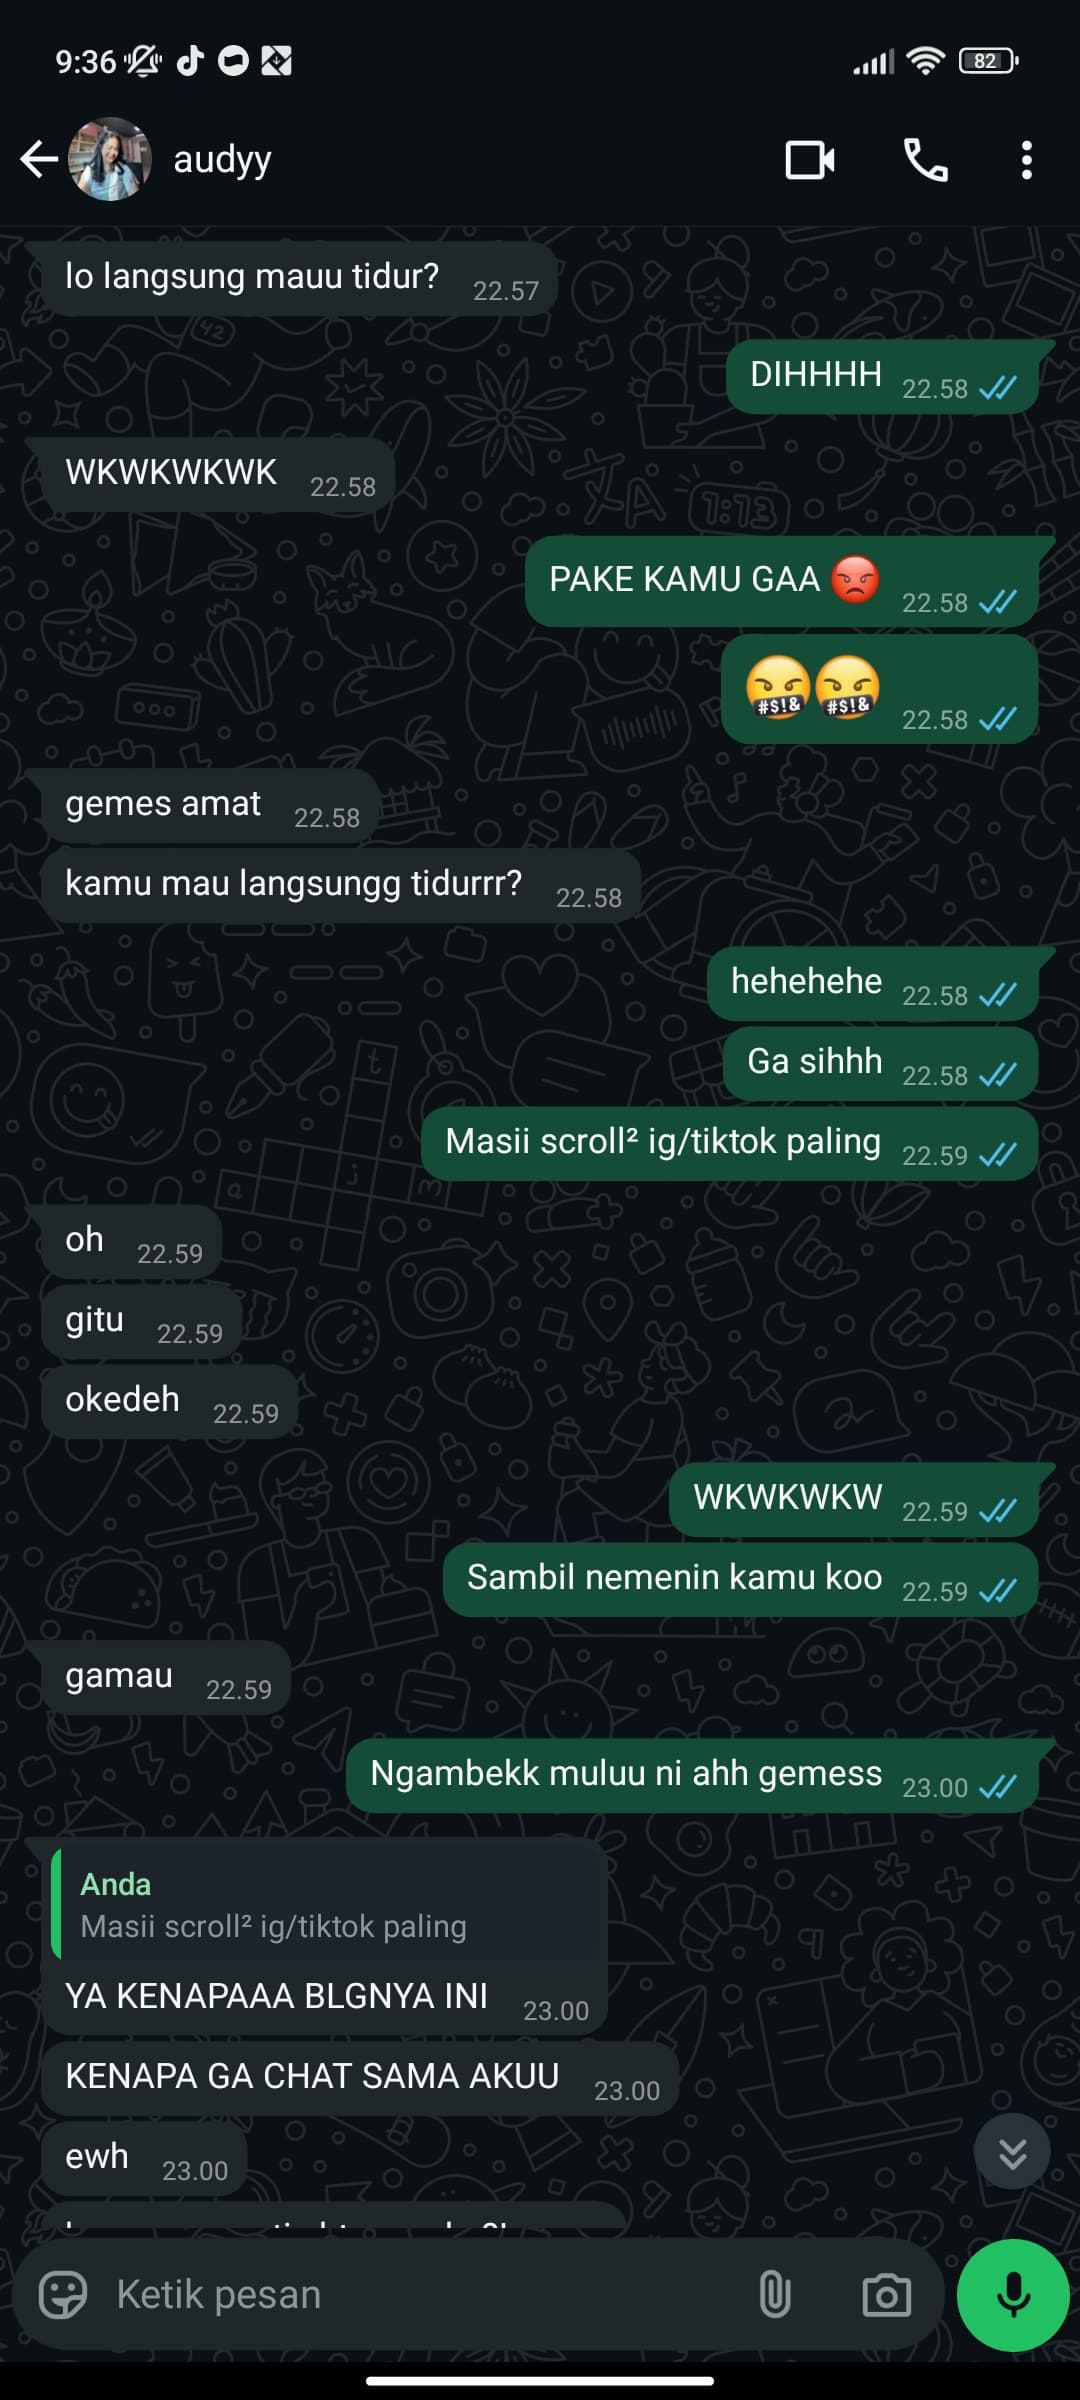 9:36
82
audyy
lo langsung mauu tidur? 22.57
DIHHHH 22.58
WKWKWKWK 22.58
PAKE KAMU GAA 😡 22.58
🤬🤬 22.58
gemes amat 22.58
kamu mau langsungg tidurrr? 22.58
hehehehe 22.58
Ga sihhh 22.58
Masii scroll² ig/tiktok paling 22.59
oh 22.59
gitu 22.59
okedeh 22.59
WKWKWKW 22.59
Sambil nemenin kamu koo 22.59
gamau 22.59
Ngambekk muluu ni ahh gemess 23.00
Anda
Masii scroll² ig/tiktok paling
YA KENAPAAA BLGNYA INI 23.00
KENAPA GA CHAT SAMA AKUU 23.00
ewh 23.00
Ketik pesan